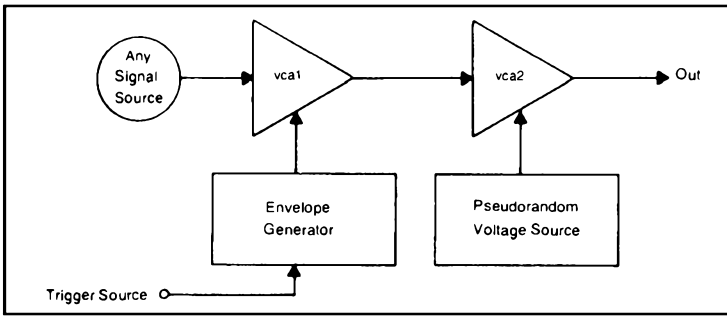 Any
Signal
Source
vca1
vca2
Out
Envelope
Generator
Pseudorandom
Voltage Source
Trigger Source